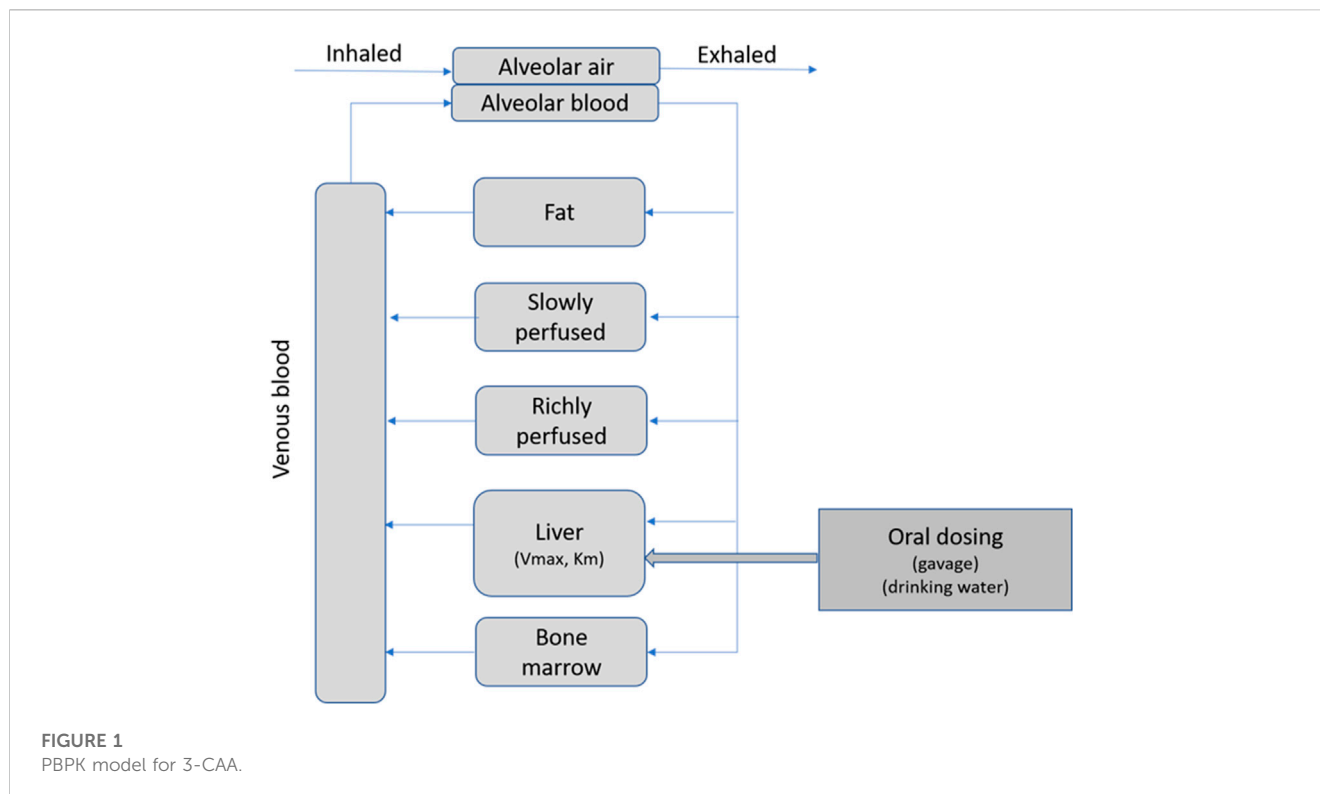 Inhaled
Exhaled
Alveolar air
Alveolar blood
Venous blood
Fat
Slowly
perfused
Richly
perfused
Liver
(Vmax, Km)
Oral dosing
(gavage)
(drinking water)
Bone
marrow
FIGURE 1
PBPK model for 3-CAA.